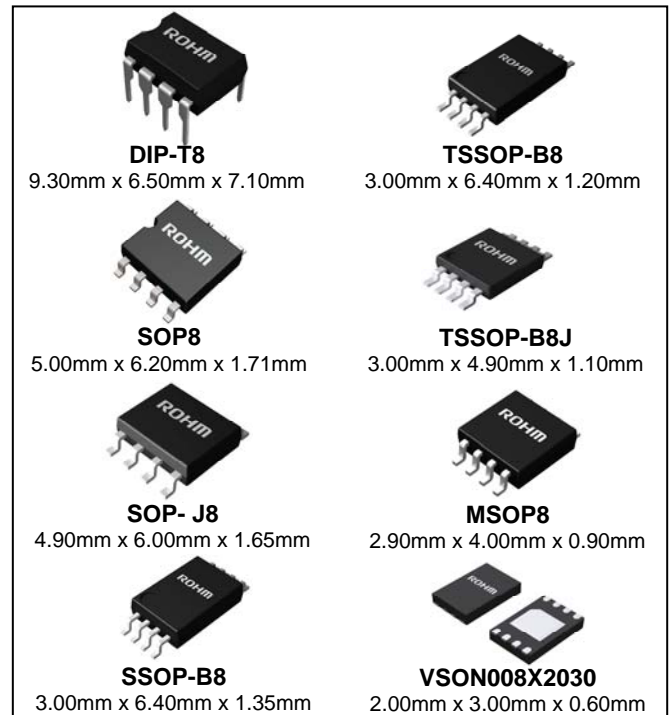 ROHM
DIP-T8
9.30mm x 6.50mm x 7.10mm
ROHM
TSSOP-B8
3.00mm x 6.40mm x 1.20mm
ROHM
SOP8
5.00mm x 6.20mm x 1.71mm
ROHM
TSSOP-B8J
3.00mm x 4.90mm x 1.10mm
ROHM
SOP- J8
4.90mm x 6.00mm x 1.65mm
ROHM
MSOP8
2.90mm x 4.00mm x 0.90mm
ROHM
SSOP-B8
3.00mm x 6.40mm x 1.35mm
ROHM
VSON008X2030
2.00mm x 3.00mm x 0.60mm